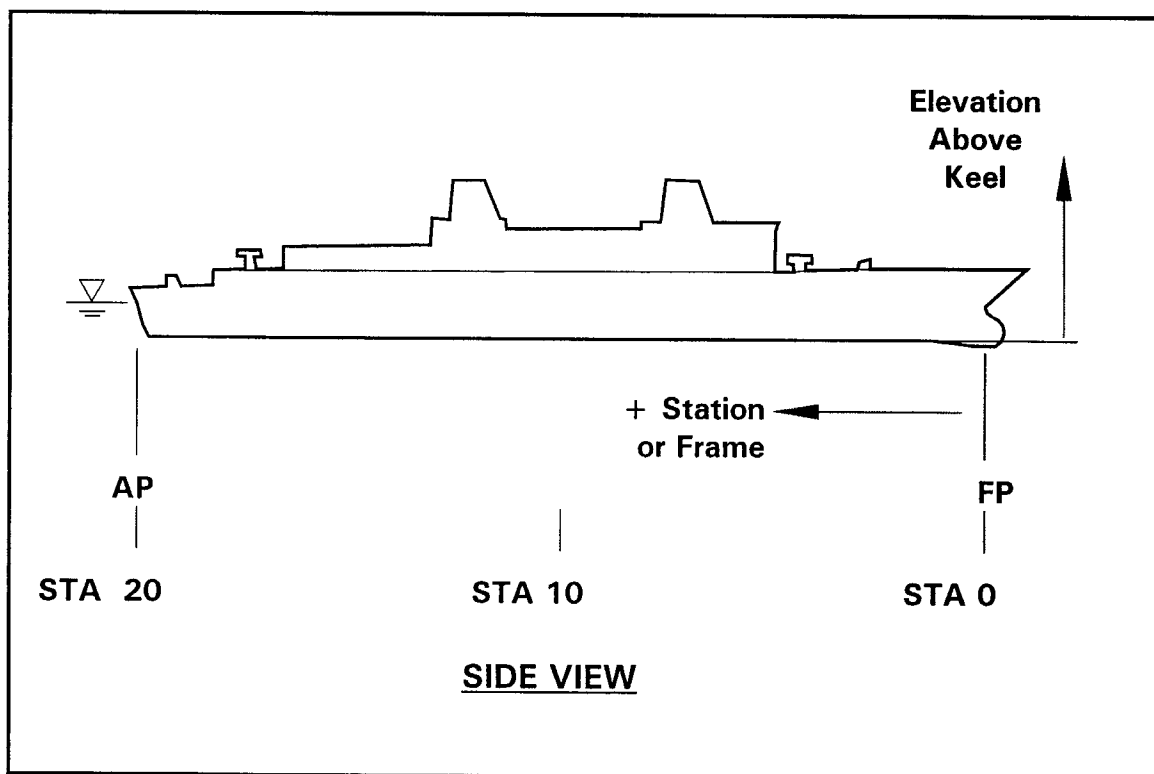 Elevation
Above
Keel
+ Station
or Frame
AP
FP
STA 20
STA 10
STA 0
SIDE VIEW